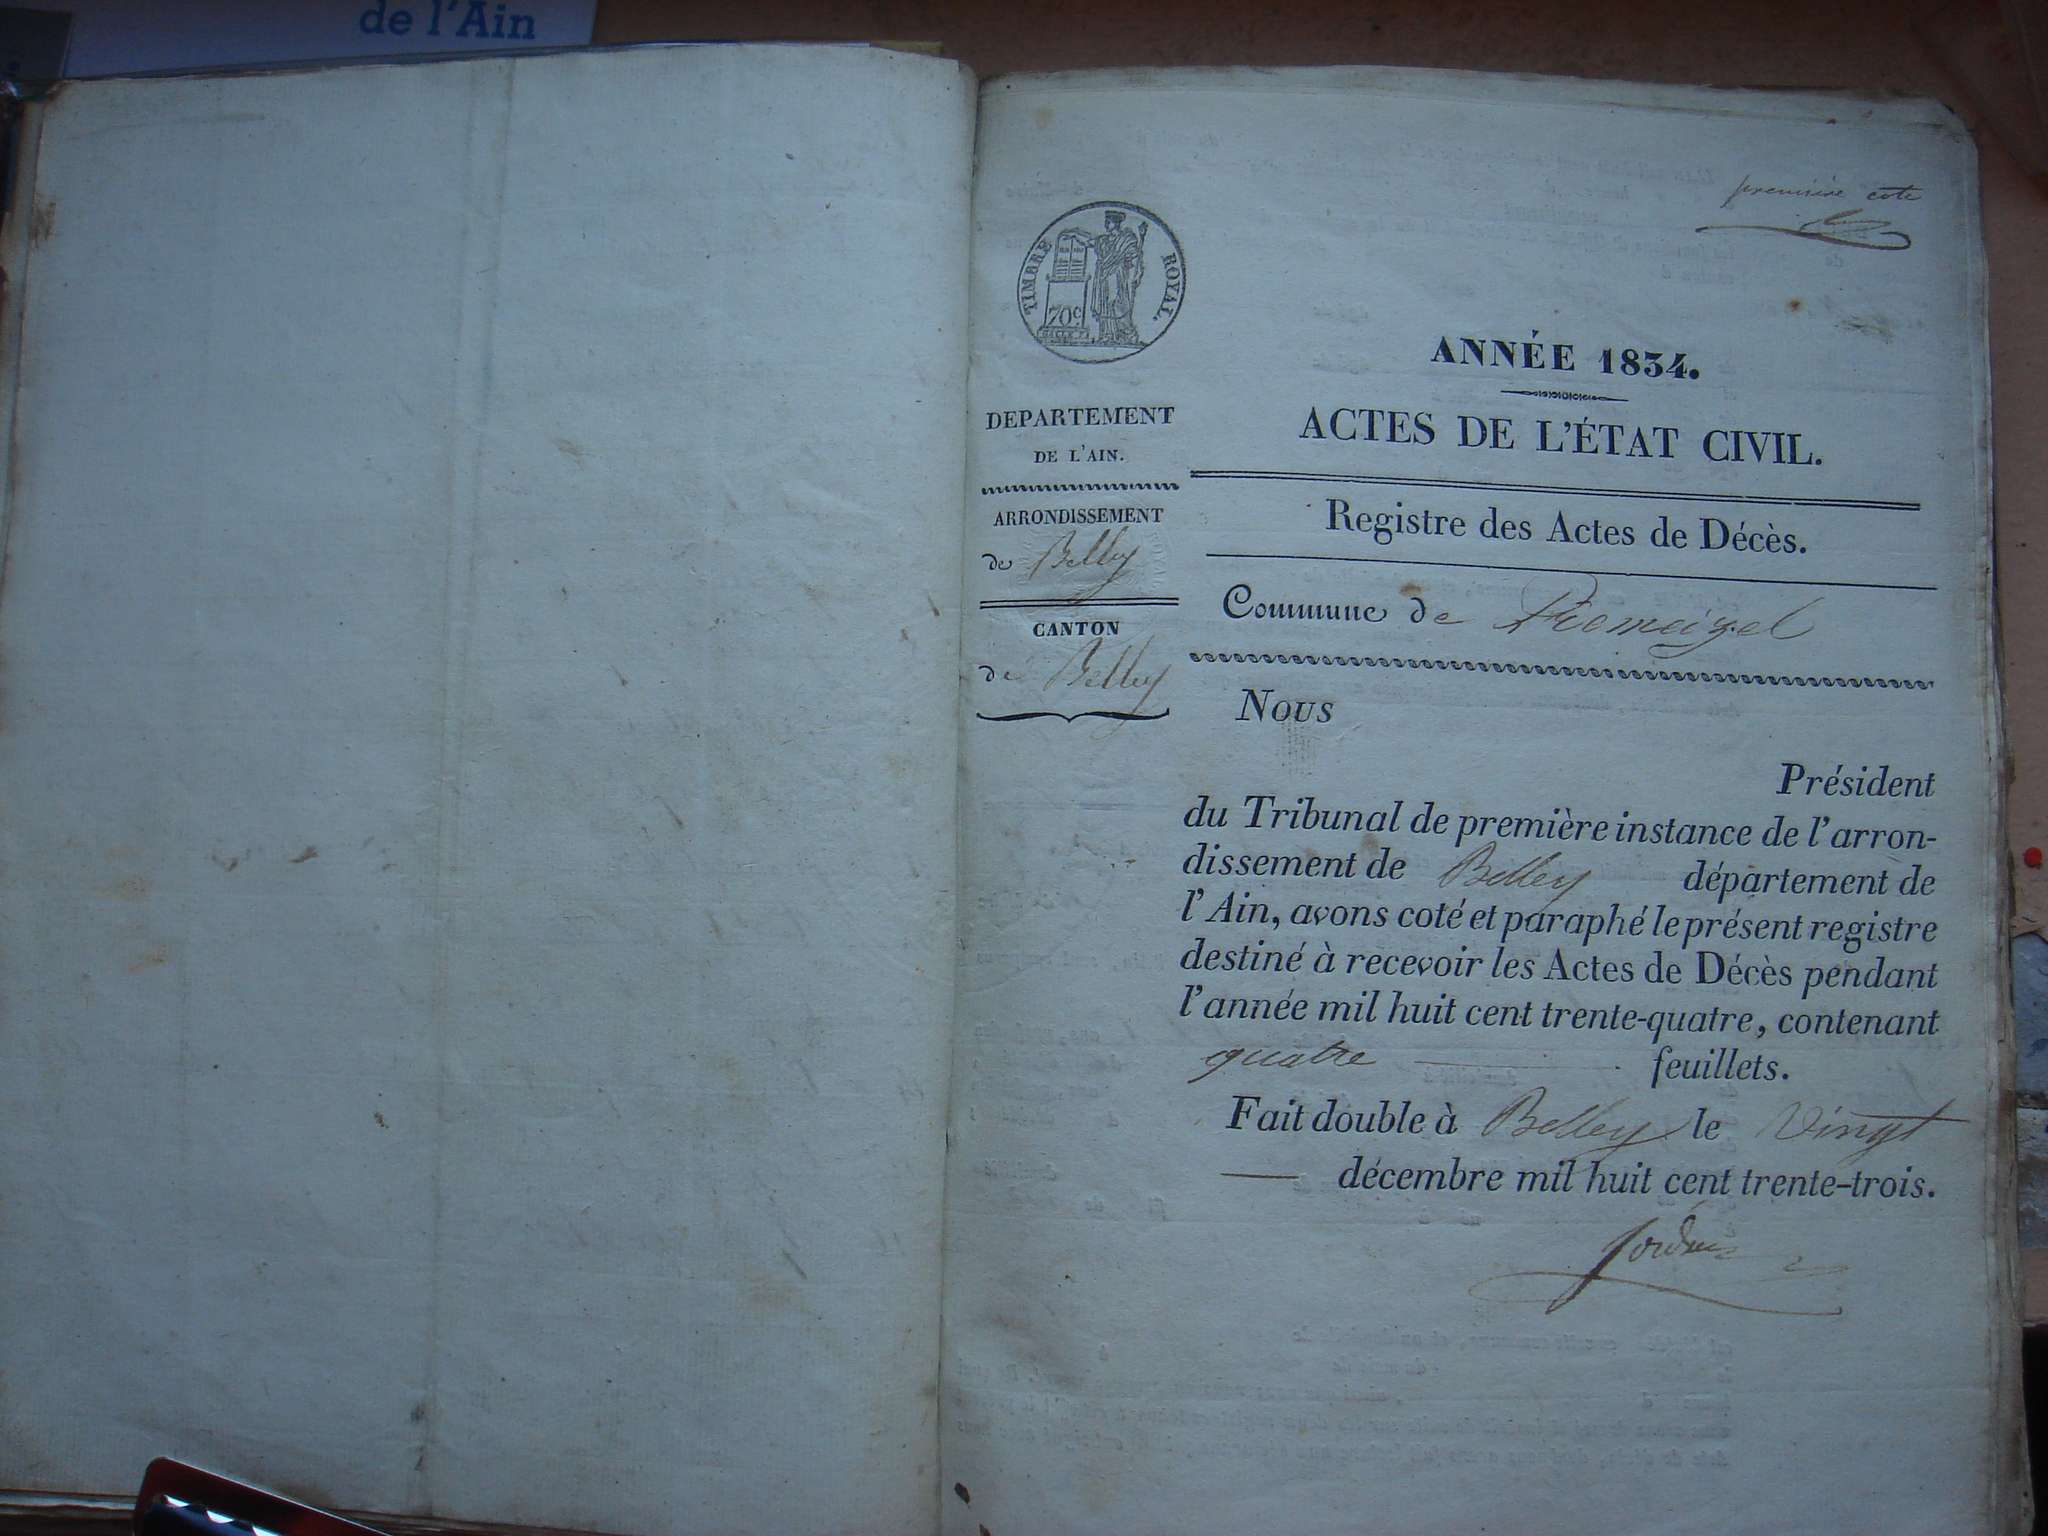 de l'Ain
première cote
TIMBRE ROYAL.
70c
ANNÉE 1834.
ACTES DE L'ÉTAT CIVIL.
DEPARTEMENT
DE L'AIN.
ARRONDISSEMENT
de Belley
CANTON
de Belley
Registre des Actes de Décès.
Commune de
NOUS
Président
du Tribunal de première instance de l'arron-
dissement de Belley département de
l'Ain, avons coté et paraphé le présent registre
destiné à recevoir les Actes de Décès pendant
l'année mil huit cent trente-quatre, contenant
quatre feuillets.
Fait double à Belley le Vingt
décembre mil huit cent trente-trois.